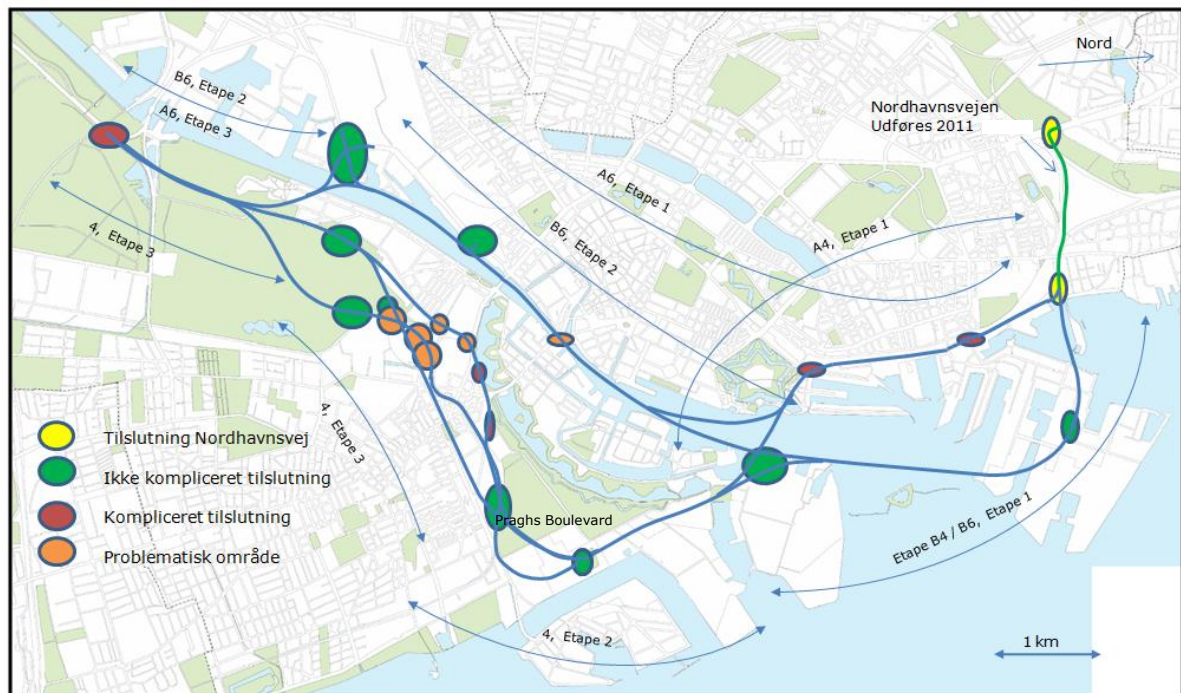 Nord
B6, Etape 2
A6, Etape 3
Nordhavnsvejen
Udføres 2011
A6, Etape 1
B6, Etape 2
A4, Etape 1
4, Etape 3
4, Etape 3
Tilslutning Nordhavnsvej
Ikke kompliceret tilslutning
Kompliceret tilslutning
Problematisk område
Praghs Boulevard
Etape B4 / B6, Etape 1
4, Etape 2
1 km